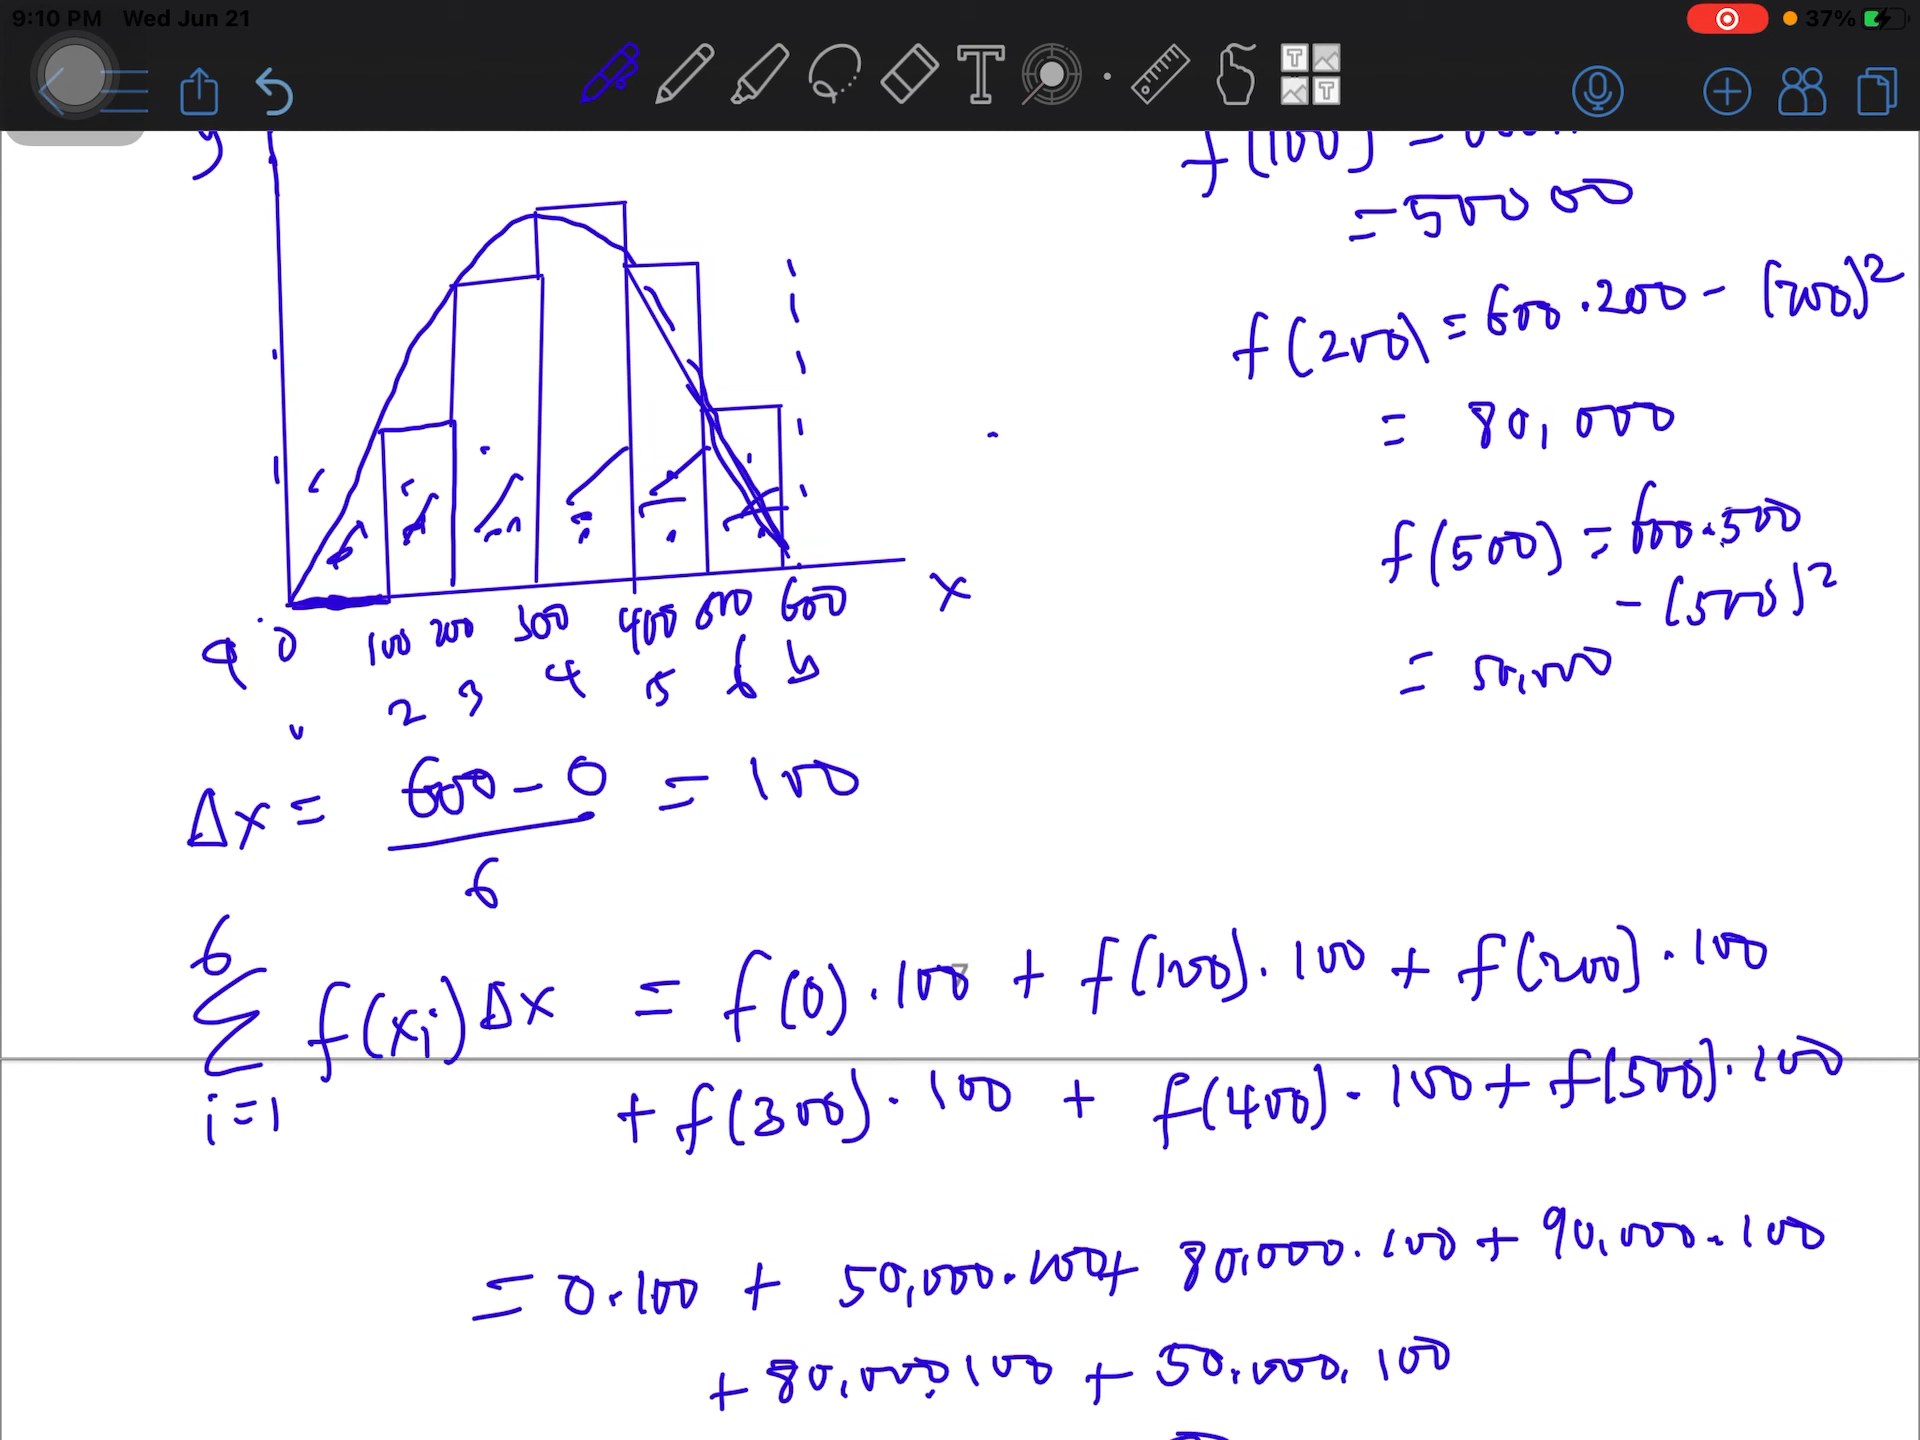 9:10 PM Wed Jun 21
37%
y
f(100) =
= 50000
f(200) = 600.200 - (200)²
= 80,000
f(500) = 600.500
- (500)²
= 50,000
x
0 100 200 300 400 500 600
2 3 4 5 6
Δx = 600 - 0 = 100
6
6
Σ f(xi) Δx = f(0).100 + f(100).100 + f(200).100
i=1
+ f(300).100 + f(400).100 + f(500).100
= 0.100 + 50,000.100 + 80,000.100 + 90,000.100
+ 80,000.100 + 50,000.100